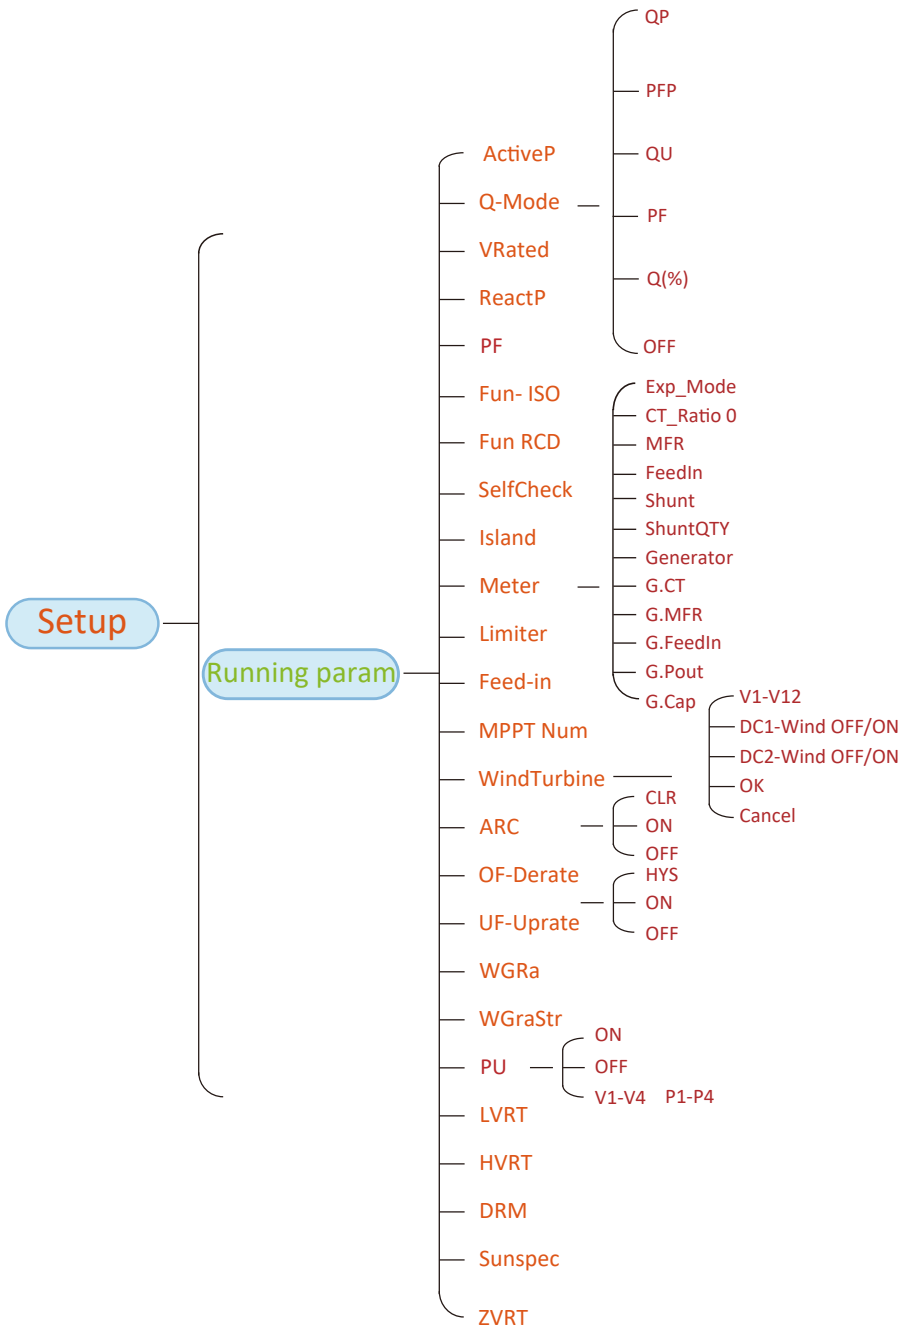 Setup
Running param
ActiveP
Q-Mode
QP
PFP
QU
PF
Q(%)
OFF
VRated
ReactP
PF
Fun- ISO
Fun RCD
SelfCheck
Island
Meter
Exp_Mode
CT_Ratio 0
MFR
FeedIn
Shunt
ShuntQTY
Generator
G.CT
G.MFR
G.FeedIn
G.Pout
G.Cap
Limiter
Feed-in
MPPT Num
WindTurbine
V1-V12
DC1-Wind OFF/ON
DC2-Wind OFF/ON
OK
Cancel
ARC
CLR
ON
OFF
OF-Derate
UF-Uprate
HYS
ON
OFF
WGRa
WGraStr
PU
ON
OFF
V1-V4 P1-P4
LVRT
HVRT
DRM
Sunspec
ZVRT